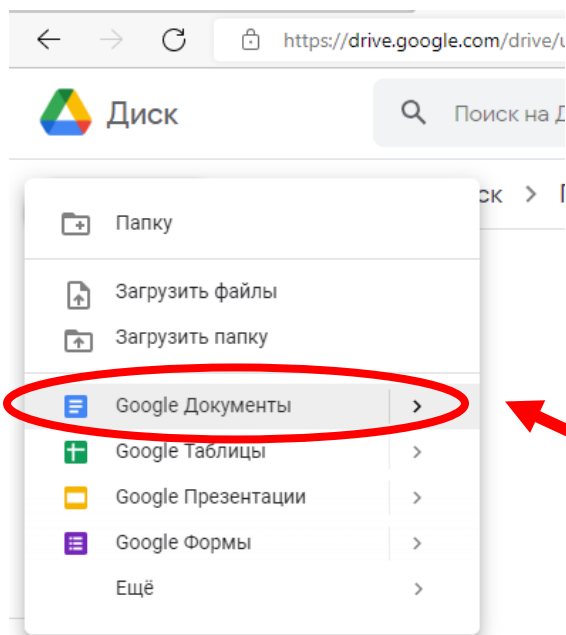 https://drive.google.com/drive/u
Диск
Поиск на Д
ск > П
Папку
Загрузить файлы
Загрузить папку
Google Документы
Google Таблицы
Google Презентации
Google Формы
Ещё